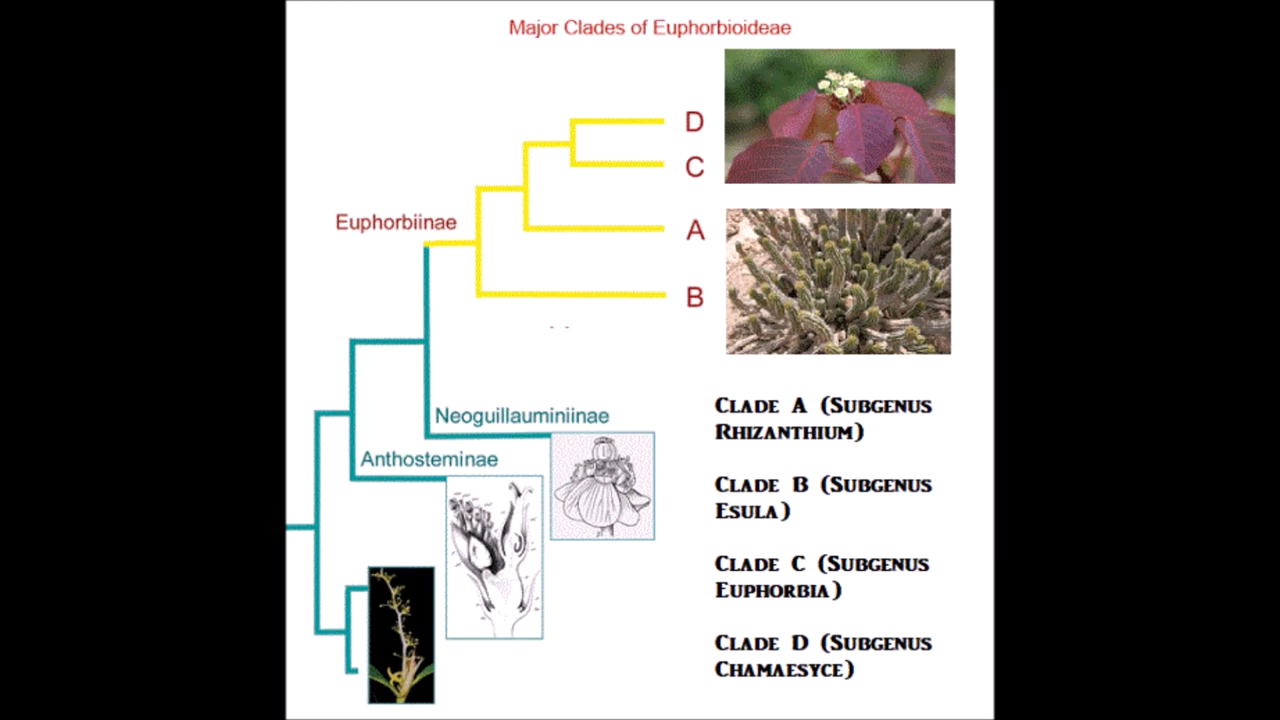 Major Clades of Euphorbioideae
D
C
Euphorbiinae
A
B
Neoguillauminiinae
Anthosteminae
Clade A (Subgenus
Rhizanthium)
Clade B (Subgenus
Esula)
Clade C (Subgenus
Euphorbia)
Clade D (Subgenus
Chamaesyce)